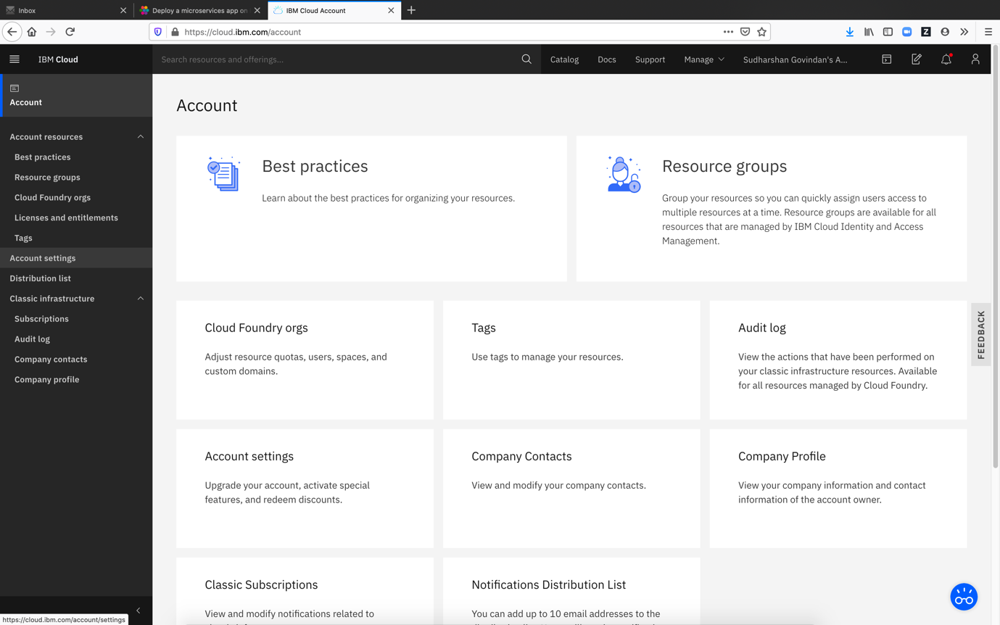 Inbox
Deploy a microservices app on
IBM Cloud Account
https://cloud.ibm.com/account
IBM Cloud
Search resources and offerings...
Catalog
Docs
Support
Manage
Sudharshan Govindan's A...
Account
Account resources
Best practices
Resource groups
Cloud Foundry orgs
Licenses and entitlements
Tags
Account settings
Distribution list
Classic infrastructure
Subscriptions
Audit log
Company contacts
Company profile
https://cloud.ibm.com/account/settings
Account
Best practices
Learn about the best practices for organizing your resources.
Resource groups
Group your resources so you can quickly assign users access to
multiple resources at a time. Resource groups are available for all
resources that are managed by IBM Cloud Identity and Access
Management.
Cloud Foundry orgs
Adjust resource quotas, users, spaces, and
custom domains.
Tags
Use tags to manage your resources.
Audit log
View the actions that have been performed on
your classic infrastructure resources. Available
for all resources managed by Cloud Foundry.
Account settings
Upgrade your account, activate special
features, and redeem discounts.
Company Contacts
View and modify your company contacts.
Company Profile
View your company information and contact
information of the account owner.
Classic Subscriptions
View and modify notifications related to
Notifications Distribution List
You can add up to 10 email addresses to the
FEEDBACK